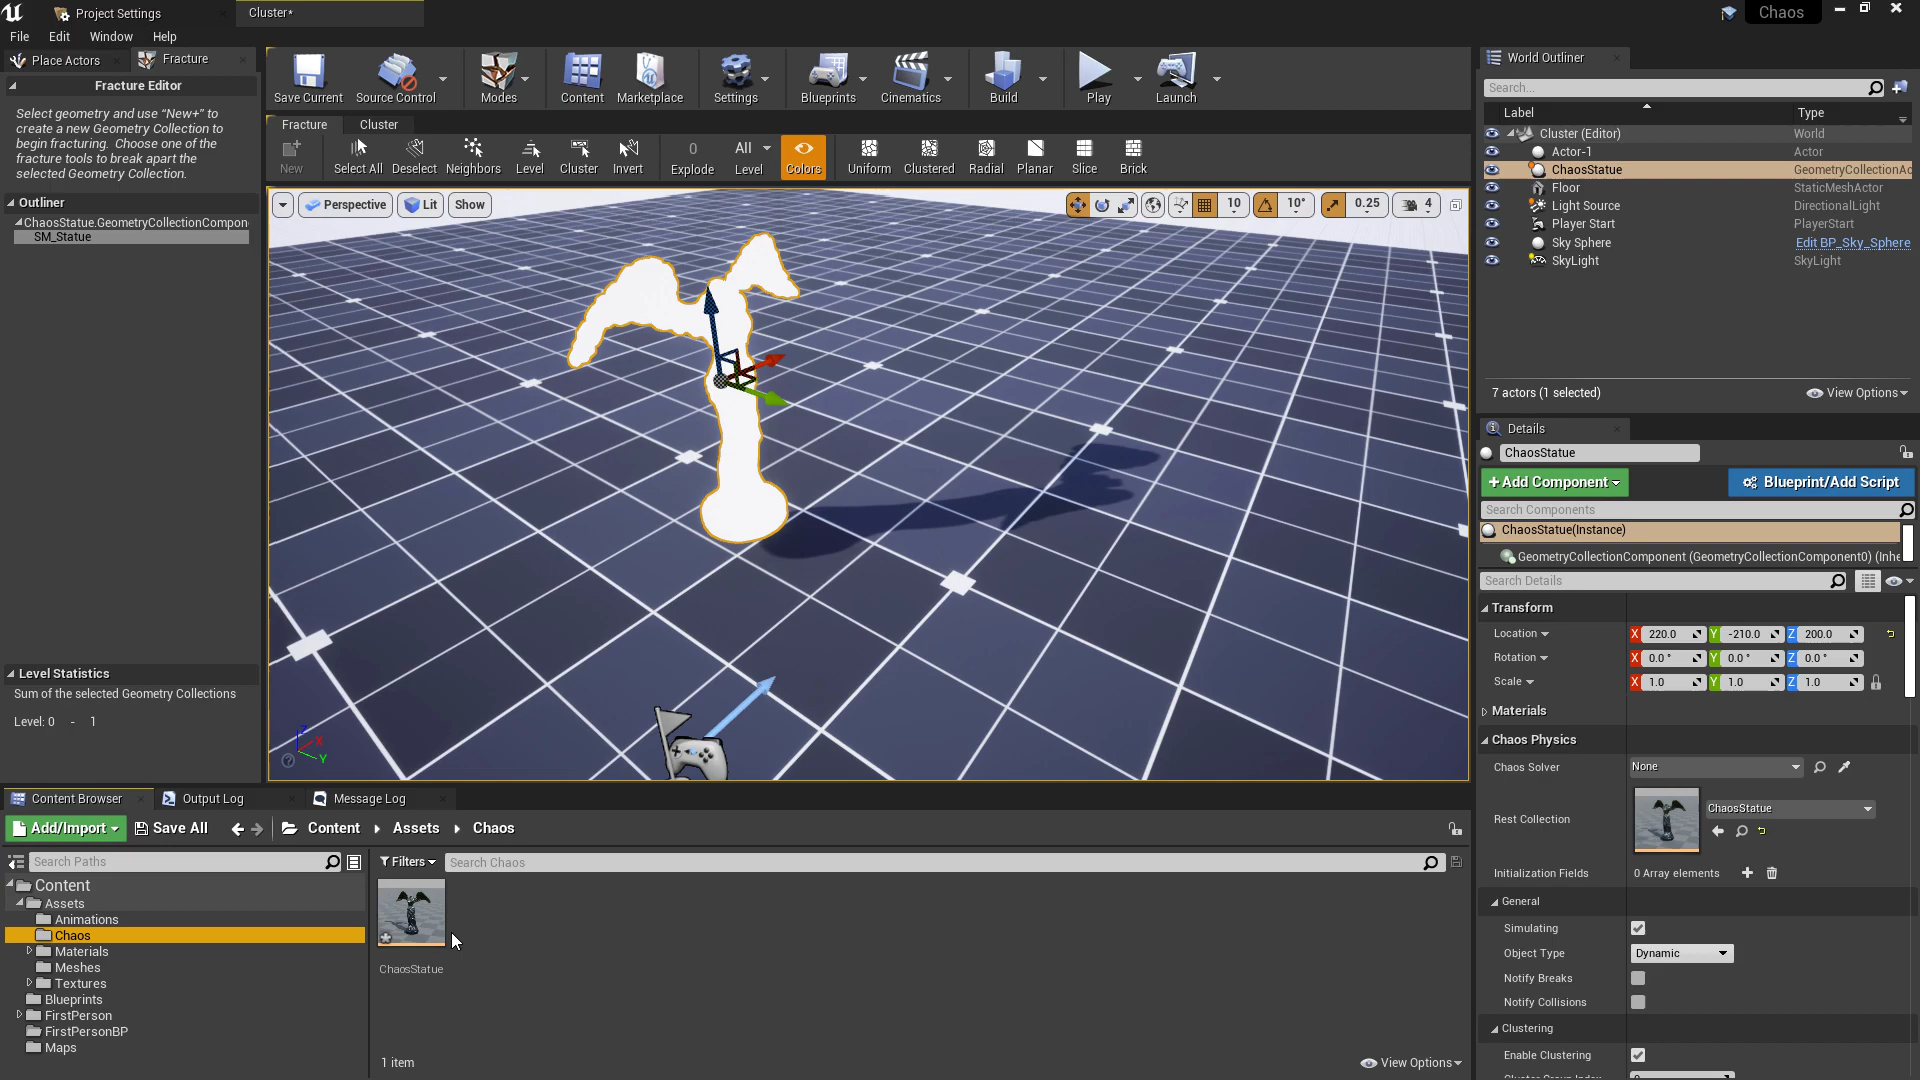 Project Settings
Cluster*
Chaos
File
Edit
Window
Help
Place Actors
Fracture
Fracture Editor
Select geometry and use "New+" to
create a new Geometry Collection to
begin fracturing. Choose one of the
fracture tools to break apart the
selected Geometry Collection.
Outliner
ChaosStatue.GeometryCollectionCompon
SM_Statue
Level Statistics
Sum of the selected Geometry Collections
Level: 0 - 1
Save Current
Source Control
Modes
Content
Marketplace
Settings
Blueprints
Cinematics
Build
Play
Launch
Fracture
Cluster
New
Select All
Deselect
Neighbors
Level
Cluster
Invert
0
Explode
All
Level
Colors
Uniform
Clustered
Radial
Planar
Slice
Brick
Perspective
Lit
Show
10
10°
0.25
4
Z
X
Y
World Outliner
Search...
Label
Type
Cluster (Editor)
World
Actor-1
Actor
ChaosStatue
GeometryCollectionAc
Floor
StaticMeshActor
Light Source
DirectionalLight
Player Start
PlayerStart
Sky Sphere
Edit BP_Sky_Sphere
SkyLight
SkyLight
7 actors (1 selected)
View Options
Details
ChaosStatue
+Add Component
Blueprint/Add Script
Search Components
ChaosStatue(Instance)
GeometryCollectionComponent (GeometryCollectionComponent0) (Inhe
Search Details
Transform
Location
X 220.0
Y -210.0
Z 200.0
Rotation
X 0.0 °
Y 0.0 °
Z 0.0 °
Scale
X 1.0
Y 1.0
Z 1.0
Materials
Chaos Physics
Chaos Solver
None
Rest Collection
ChaosStatue
Initialization Fields
0 Array elements
General
Simulating
Object Type
Dynamic
Notify Breaks
Notify Collisions
Clustering
Enable Clustering
Content Browser
Output Log
Message Log
Add/Import
Save All
Content
Assets
Chaos
Search Paths
Filters
Search Chaos
Content
Assets
Animations
Chaos
Materials
Meshes
Textures
Blueprints
FirstPerson
FirstPersonBP
Maps
ChaosStatue
1 item
View Options